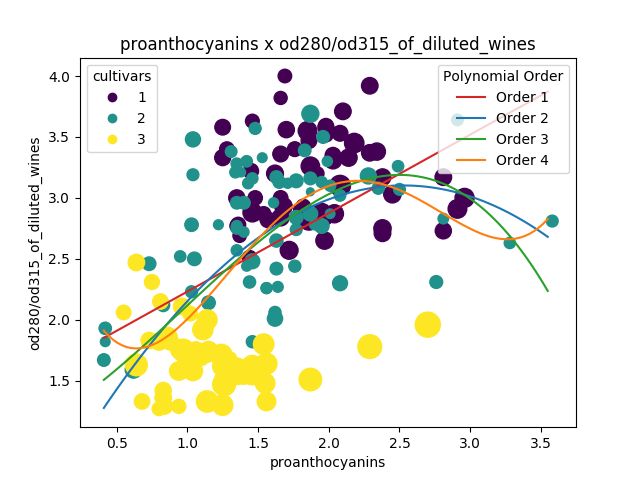 proanthocyanins x od280/od315_of_diluted_wines
cultivars
1
2
3
Polynomial Order
Order 1
Order 2
Order 3
Order 4
4.0
3.5
3.0
2.5
2.0
1.5
od280/od315_of_diluted_wines
0.5 1.0 1.5 2.0 2.5 3.0 3.5
proanthocyanins